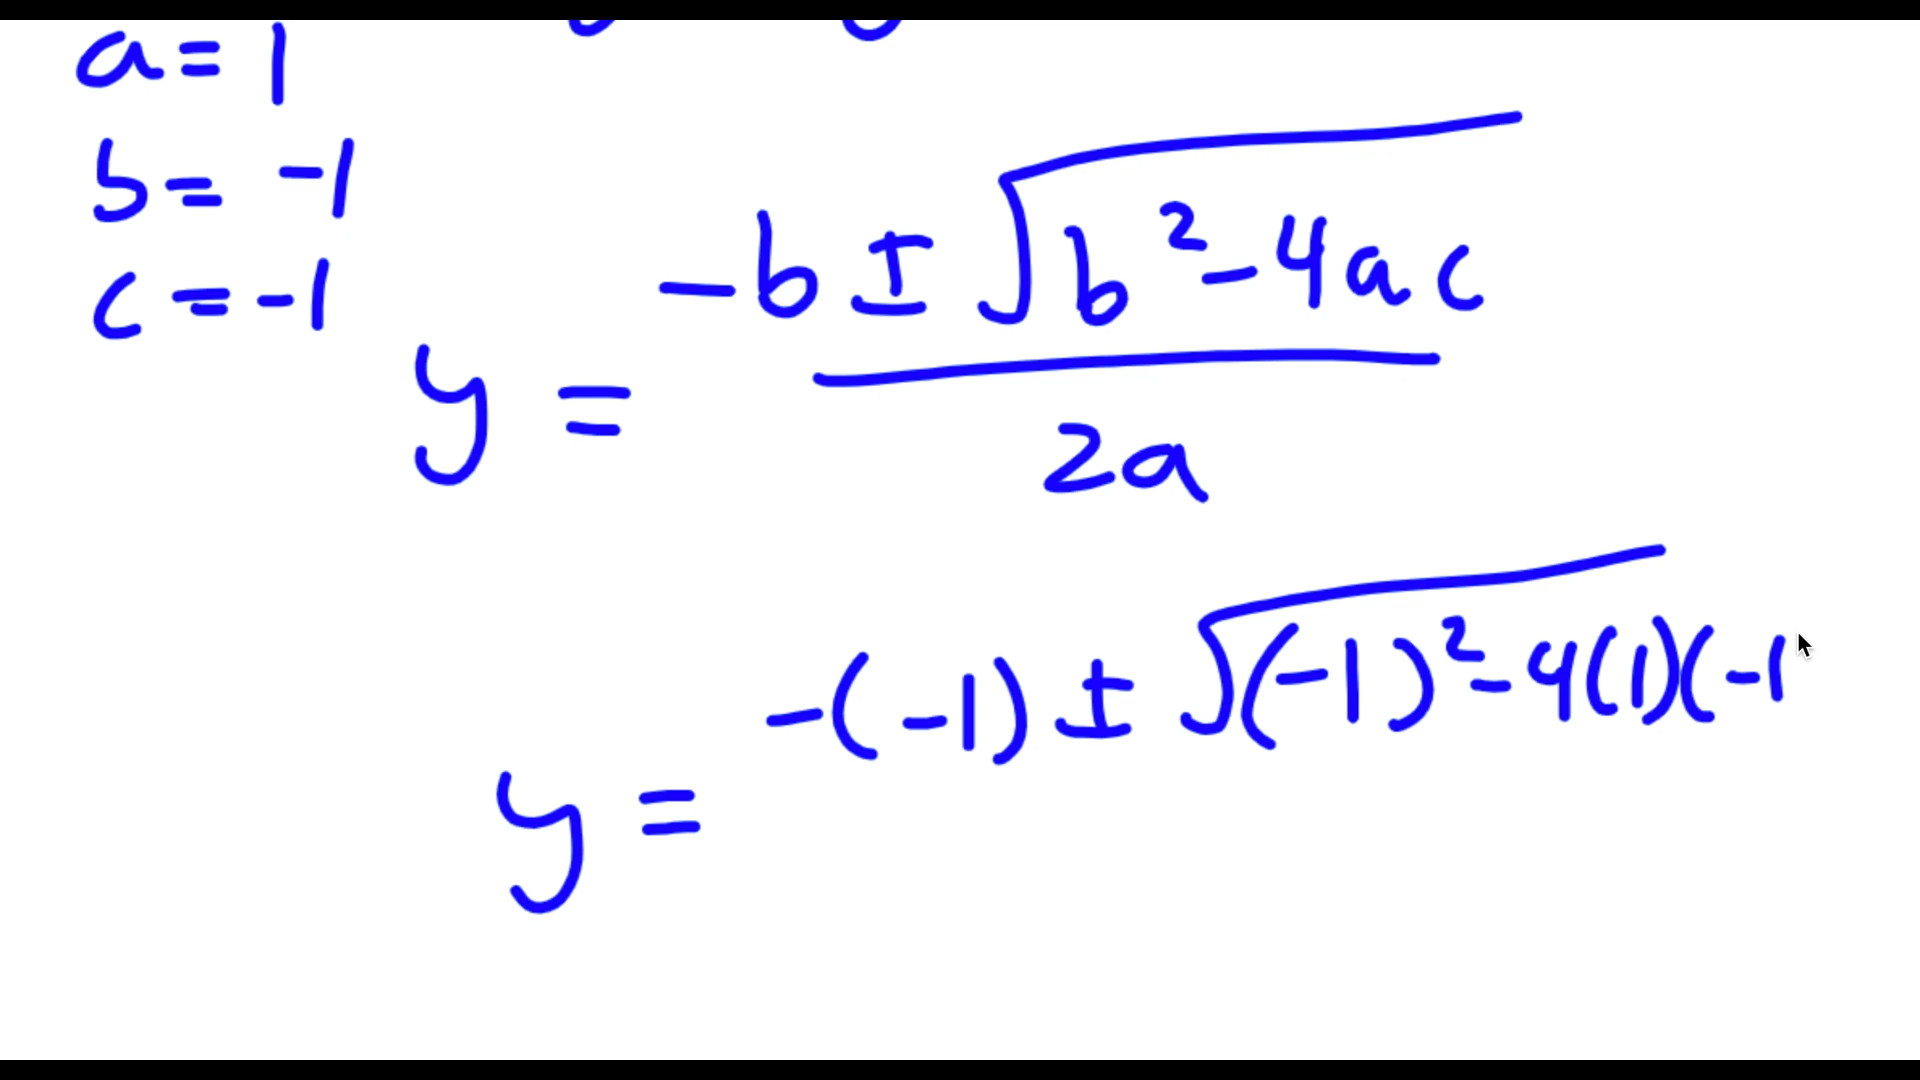 a = 1
b = -1
c = -1
y = -b ± √b² - 4ac
2a
y = -(-1) ± √(-1)² - 4(1)(-1